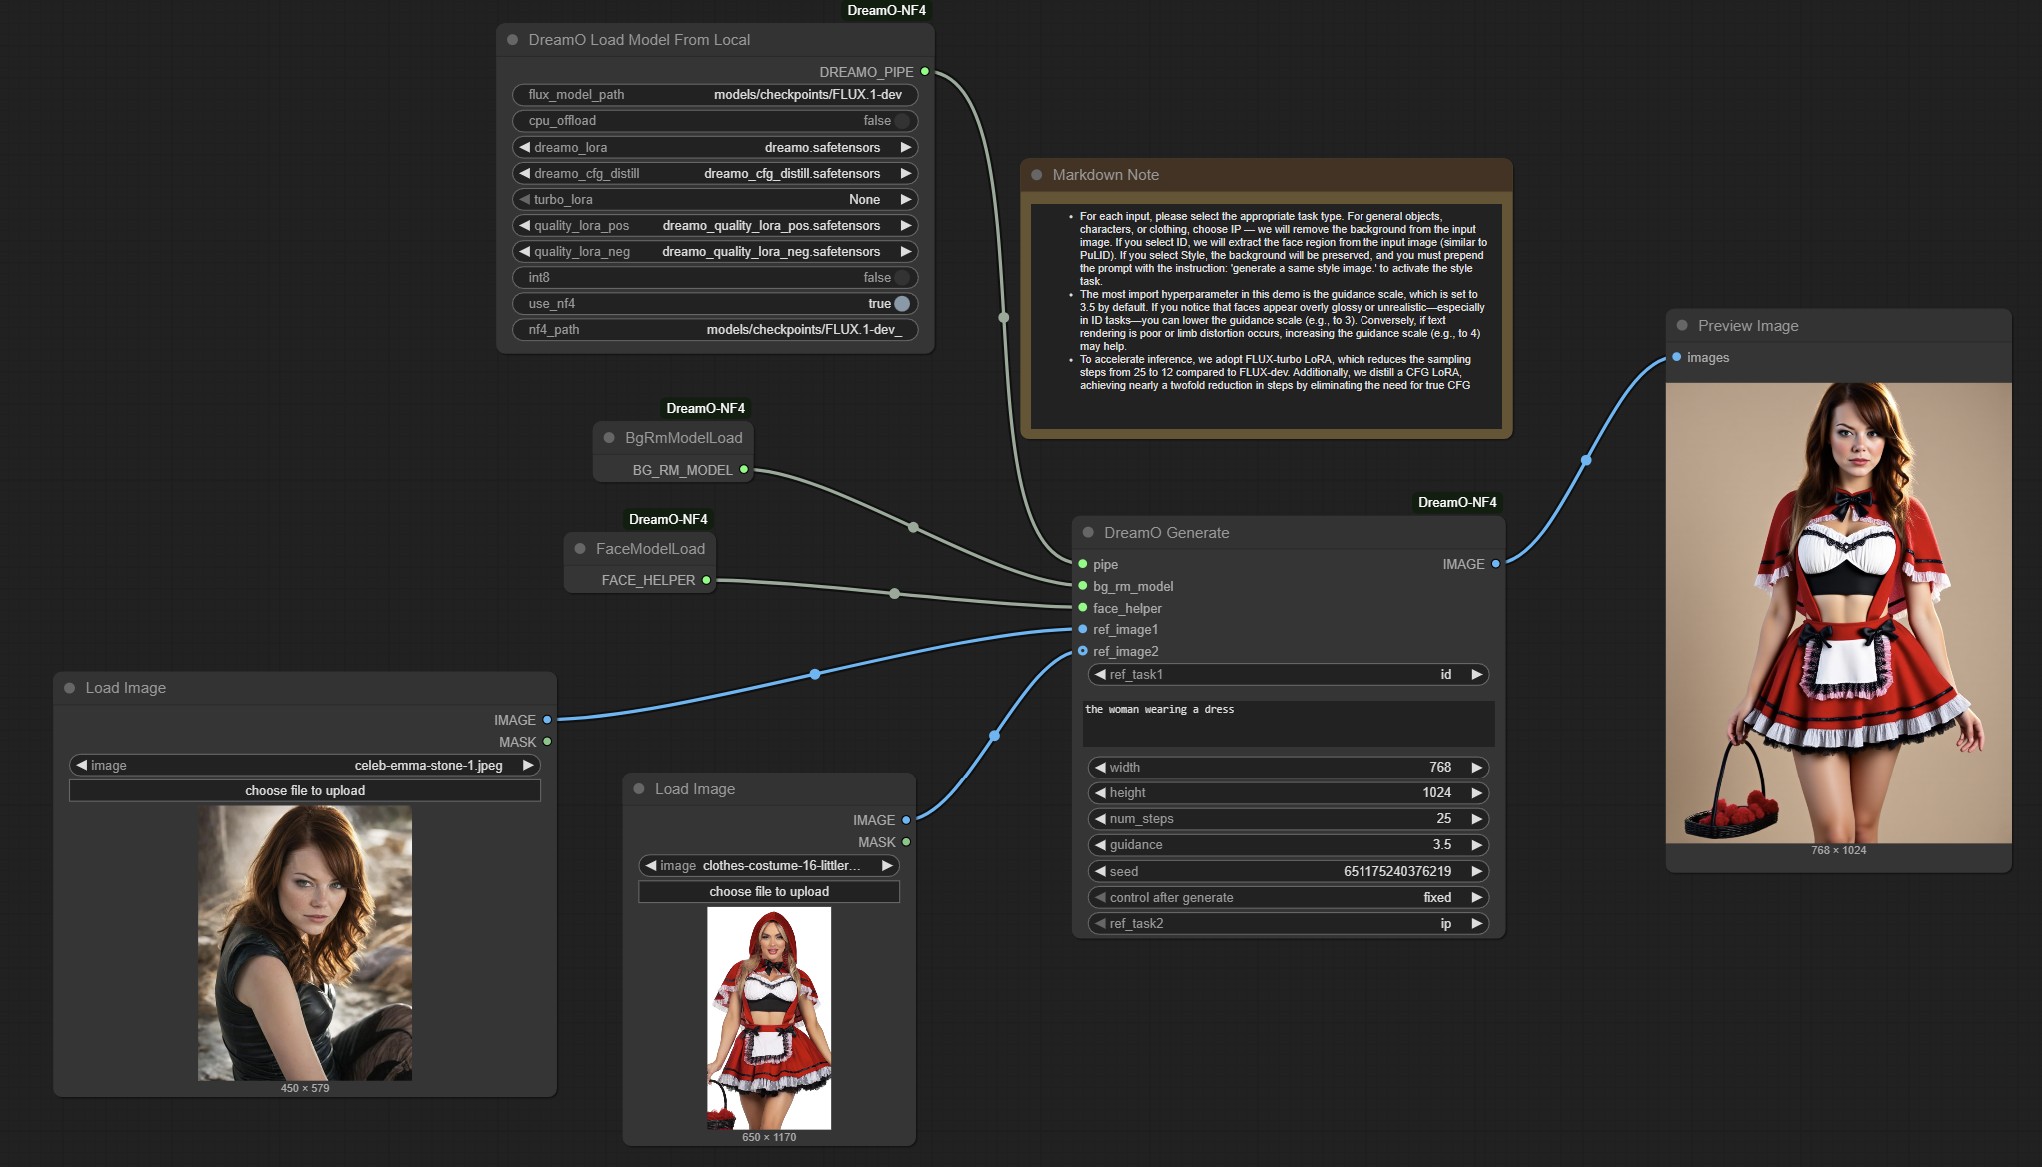 DreamO-NF4
DreamO Load Model From Local
DREAMO_PIPE
flux_model_path models/checkpoints/FLUX.1-dev
cpu_offload false
dreamo_lora dreamo.safetensors
dreamo_cfg_distill dreamo_cfg_distill.safetensors
turbo_lora None
quality_lora_pos dreamo_quality_lora_pos.safetensors
quality_lora_neg dreamo_quality_lora_neg.safetensors
int8 false
use_nf4 true
nf4_path models/checkpoints/FLUX.1-dev_
Markdown Note
• For each input, please select the appropriate task type. For general objects,
characters, or clothing, choose IP — we will remove the background from the input
image. If you select ID, we will extract the face region from the input image (similar to
PuLID). If you select Style, the background will be preserved, and you must prepend
the prompt with the instruction: 'generate a same style image.' to activate the style
task.
• The most import hyperparameter in this demo is the guidance scale, which is set to
3.5 by default. If you notice that faces appear overly glossy or unrealistic—especially
in ID tasks—you can lower the guidance scale (e.g., to 3). Conversely, if text
rendering is poor or limb distortion occurs, increasing the guidance scale (e.g., to 4)
may help.
• To accelerate inference, we adopt FLUX-turbo LoRA, which reduces the sampling
steps from 25 to 12 compared to FLUX-dev. Additionally, we distill a CFG LoRA,
achieving nearly a twofold reduction in steps by eliminating the need for true CFG
DreamO-NF4
BgRmModelLoad
BG_RM_MODEL
DreamO-NF4
FaceModelLoad
FACE_HELPER
Load Image
IMAGE
MASK
image celeb-emma-stone-1.jpeg
choose file to upload
450 × 579
Load Image
IMAGE
MASK
image clothes-costume-16-littler...
choose file to upload
650 × 1170
DreamO-NF4
DreamO Generate
pipe IMAGE
bg_rm_model
face_helper
ref_image1
ref_image2
ref_task1 id
the woman wearing a dress
width 768
height 1024
num_steps 25
guidance 3.5
seed 651175240376219
control after generate fixed
ref_task2 ip
Preview Image
images
768 × 1024